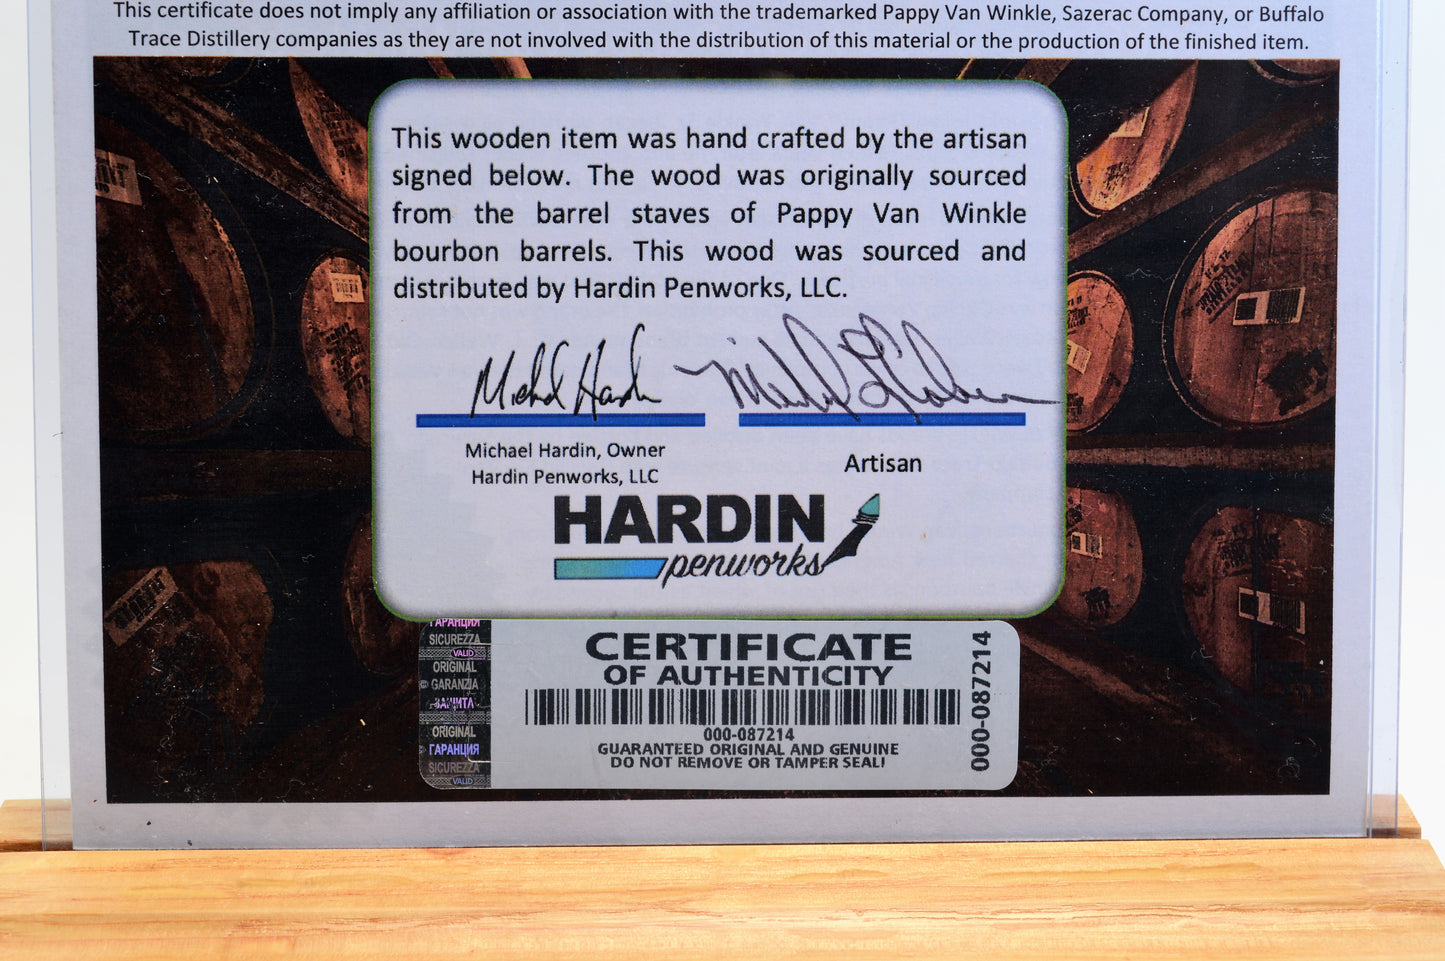 This certificate does not imply any affiliation or association with the trademarked Pappy Van Winkle, Sazerac Company, or Buffalo
Trace Distillery companies as they are not involved with the distribution of this material or the production of the finished item.
This wooden item was hand crafted by the artisan
signed below. The wood was originally sourced
from the barrel staves of Pappy Van Winkle
bourbon barrels. This wood was sourced and
distributed by Hardin Penworks, LLC.
Michael Hardin, Owner
Hardin Penworks, LLC
Artisan
HARDIN
penworks
ГАРАНЦИЯ
SICUREZZA
VALID
ORIGINAL
GARANZIA
ЗАЩИТА
ORIGINAL
ГАРАНЦИЯ
SICUREZZA
VALID
CERTIFICATE
OF AUTHENTICITY
000-087214
GUARANTEED ORIGINAL AND GENUINE
DO NOT REMOVE OR TAMPER SEAL!
000-087214